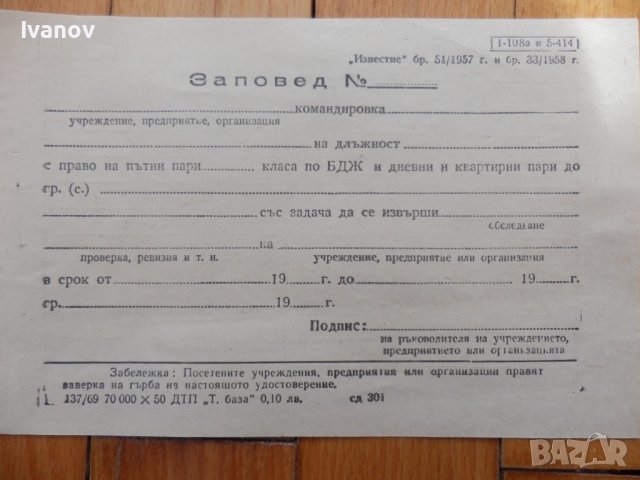 Ivanov
1-108а и 5-414
„Известие" бр. 51/1957 г. и бр. 33/1958 г.
Заповед №
командировка
учреждение, предприятие, организация
на длъжност
с право на пътни пари класа по БДЖ и дневни и квартирни пари до
гр. (с.)
със задача да се извърши
обследване
на
проверка, ревизия и т. н. учреждение, предприятие или организация
в срок от 19 г. до 19 г.
гр. 19 г.
Подпис:
на ръководителя на учреждението,
предприятието или организацията
Забележка: Посетените учреждения, предприятия или организации правят
заверка на гърба на настоящото удостоверение.
137/69 70 000 X 50 ДТП „Т. база" 0,10 лв. сд 301
BAZAR